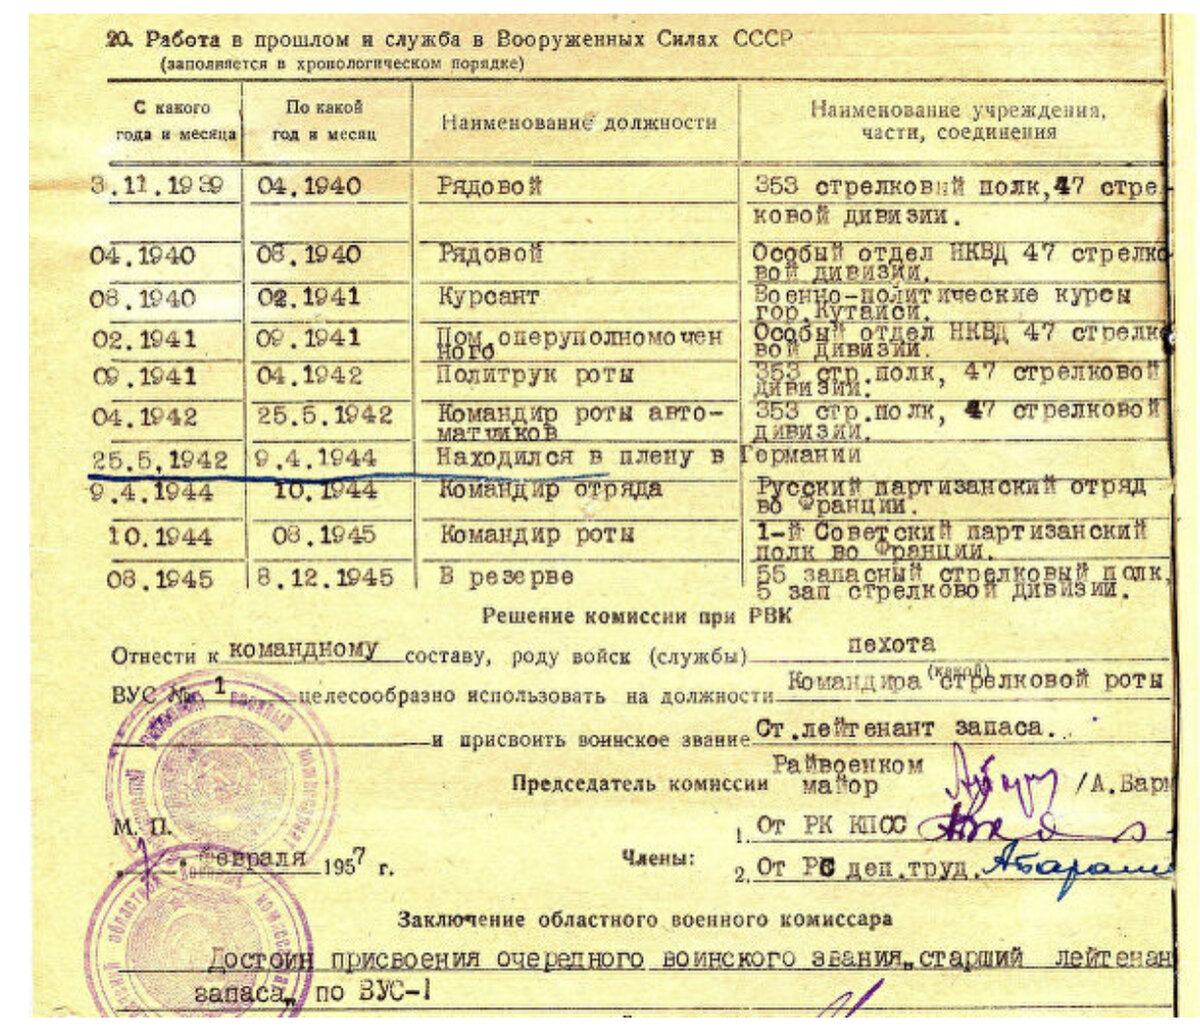 20. Работа в прошлом и служба в Вооруженных Силах СССР
(заполняется в хронологическом порядке)
С какого года и месяца По какой год и месяц Наименование должности Наименование учреждения, части, соединения
3.11.1939 04.1940 Рядовой 353 стрелковый полк, 47 стре-
ковой дивизии.
04.1940 08.1940 Рядовой Особый отдел НКВД 47 стрелко
вой дивизии.
08.1940 02.1941 Курсант Военно-политические курсы
гор.Кутаиси.
02.1941 09.1941 Пом.оперуполномочен Особый отдел НКВД 47 стрелко
ного вой дивизии.
09.1941 04.1942 Политрук роты 353 стр.полк, 47 стрелковой
дивизии.
04.1942 25.5.1942 Командир роты авто- 353 стр.полк, 47 стрелковой
матчиков дивизии.
25.5.1942 9.4.1944 Находился в плену в Германии
9.4.1944 10.1944 Командир отряда Русский партизанский отряд
во Франции.
10.1944 08.1945 Командир роты 1-й Советский партизанский
полк во Франции.
08.1945 8.12.1945 В резерве 55 запасный стрелковый полк,
5 зап стрелковой дивизии.
Решение комиссии при РВК
Отнести к командному составу, роду войск (службы) пехота
(какой)
ВУС № 1 целесообразно использовать на должности Командира стрелковой роты
и присвоить воинское звание Ст.лейтенант запаса.
Председатель комиссии Райвоенком
майор /А.Бар
М. П.
1. От РК КПСС
февраля 1957 г. Члены: 2. От РС деп.труд.
Заключение областного военного комиссара
Достоин присвоения очередного воинского звания„старший лейтенан
запаса„ по ВУС-1